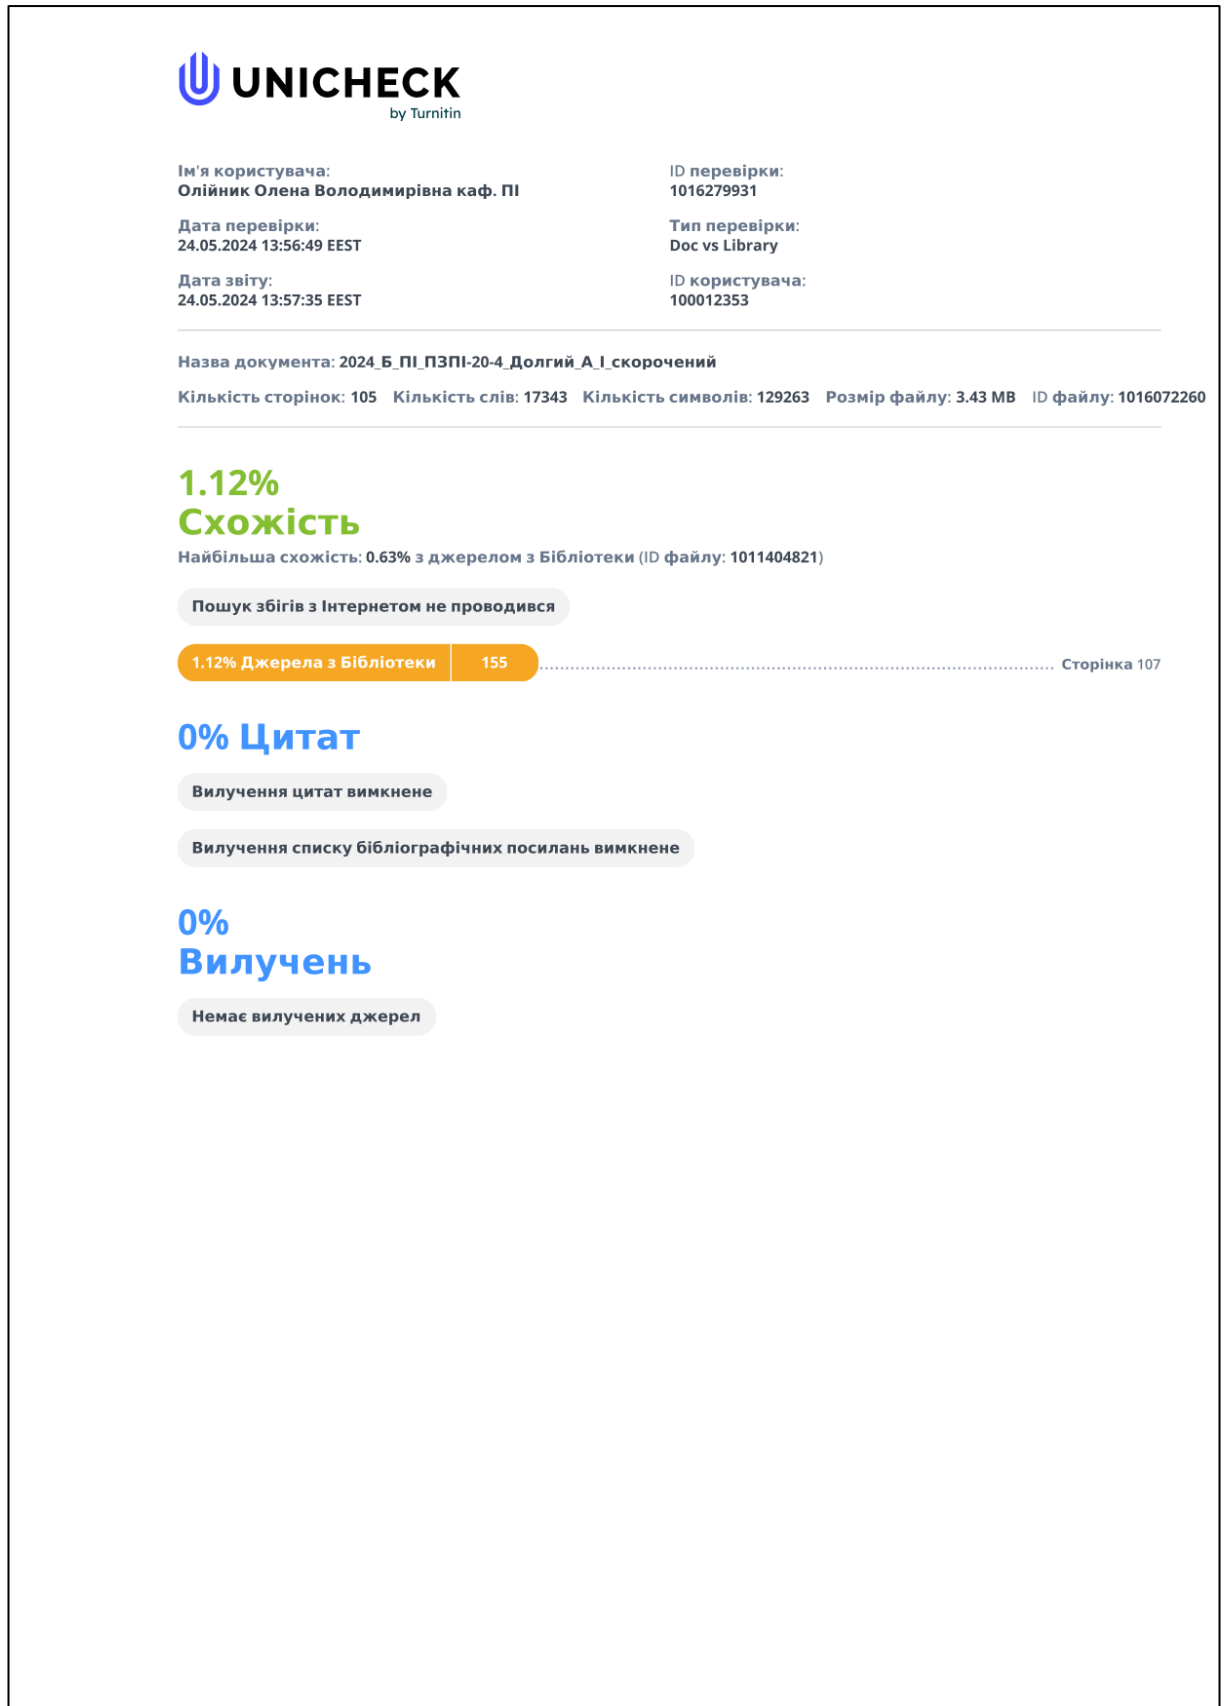 UNICHECK
by Turnitin
Ім'я користувача:
Олійник Олена Володимирівна каф. ПІ
ID перевірки:
1016279931
Дата перевірки:
24.05.2024 13:56:49 EEST
Тип перевірки:
Doc vs Library
Дата звіту:
24.05.2024 13:57:35 EEST
ID користувача:
100012353
Назва документа: 2024_Б_ПІ_ПЗПІ-20-4_Долгий_А_І_скорочений
Кількість сторінок: 105 Кількість слів: 17343 Кількість символів: 129263 Розмір файлу: 3.43 MB ID файлу: 1016072260
1.12%
Схожість
Найбільша схожість: 0.63% з джерелом з Бібліотеки (ID файлу: 1011404821)
Пошук збігів з Інтернетом не проводився
1.12% Джерела з Бібліотеки 155 Сторінка 107
0% Цитат
Вилучення цитат вимкнене
Вилучення списку бібліографічних посилань вимкнене
0%
Вилучень
Немає вилучених джерел